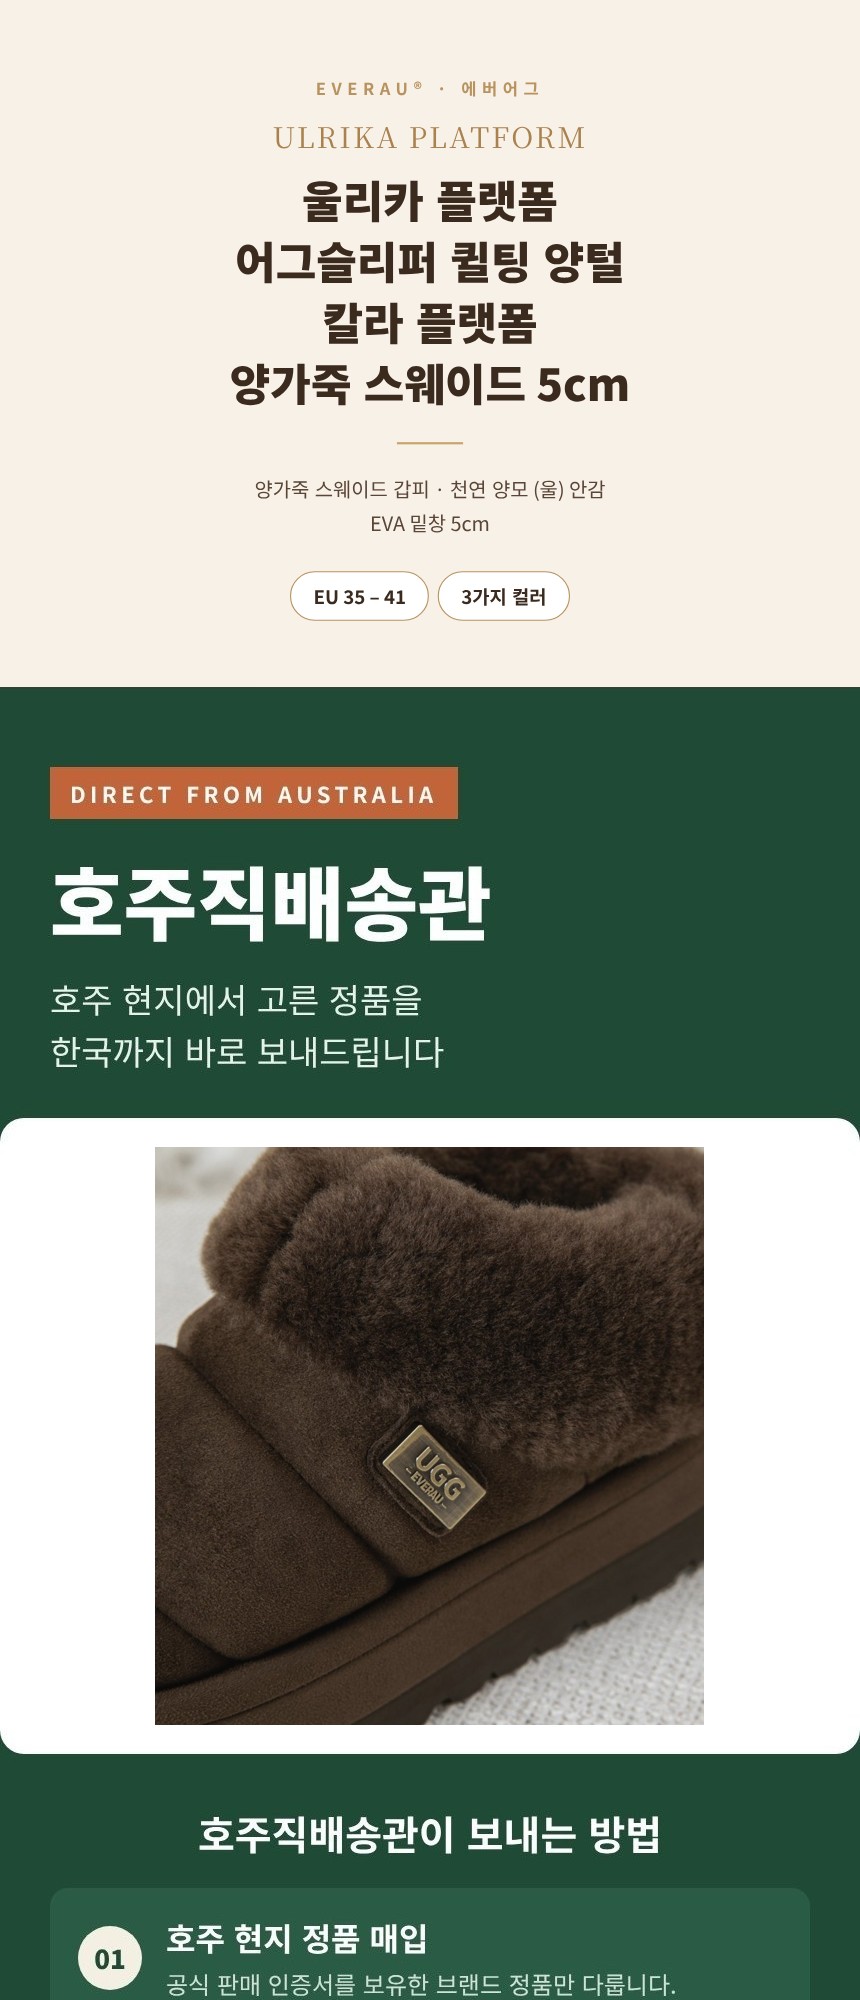 EVERAU® · 에버어그
ULRIKA PLATFORM
울리카 플랫폼
어그슬리퍼 퀼팅 양털
칼라 플랫폼
양가죽 스웨이드 5cm
양가죽 스웨이드 갑피 · 천연 양모 (울) 안감
EVA 밑창 5cm
EU 35 – 41
3가지 컬러
DIRECT FROM AUSTRALIA
호주직배송관
호주 현지에서 고른 정품을
한국까지 바로 보내드립니다
UGG
–EVERAU–
호주직배송관이 보내는 방법
01
호주 현지 정품 매입
공식 판매 인증서를 보유한 브랜드 정품만 다룹니다.